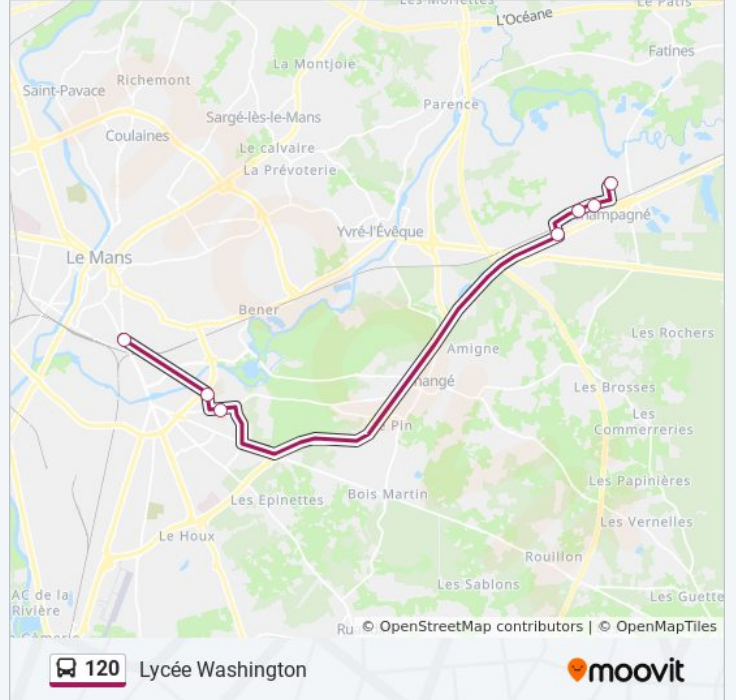 Les Morlettes
Le Patis
L'Océane
Fatines
La Montjoie
Richemont
Saint-Pavace
Parence
Sargé-lès-le-Mans
Coulaines
Le calvaire
La Prévoterie
Champagné
Yvré-l'Évêque
Le Mans
Bener
Les Rochers
Amigne
hangé
Les Brosses
Les
Commerreries
e Pin
Les Papinières
Bois Martin
Les Epinettes
Les Vernelles
Le Houx
Rouillon
Les Sablons
AC de la
Rivière
Les Guette
Ru
© OpenStreetMap contributors | © OpenMapTiles
120
Lycée Washington
moovit